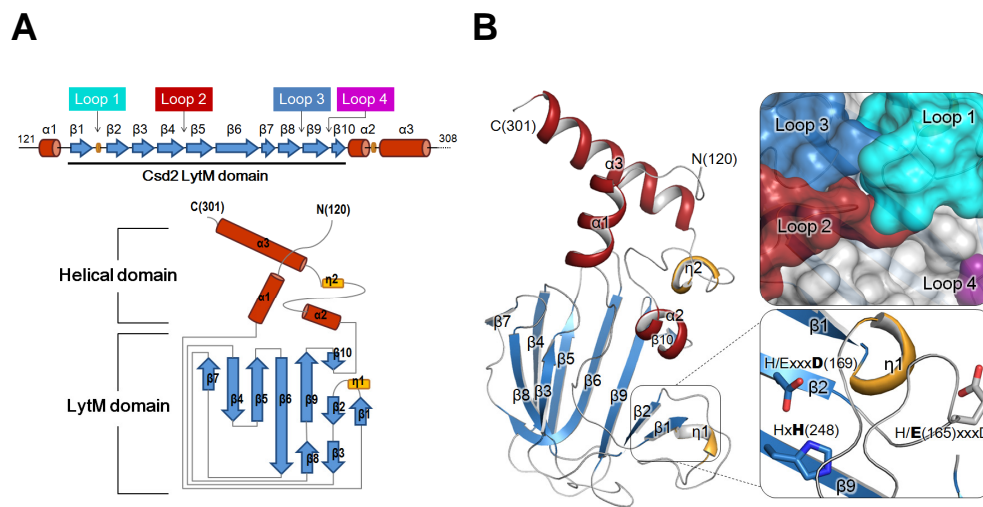 A
Loop 1
Loop 2
Loop 3
Loop 4
α1 β1 β2 β3 β4 β5 β6 β7 β8 β9 β10 α2 α3
121
308
Csd2 LytM domain
C(301)
N(120)
α3
Helical domain
η2
α1
α2
LytM domain
β10
β7
β4
β5
β6
β9
η1
β2
β1
β8
β3
B
C(301)
N(120)
α3
α1
η2
α2
β10
β7
β4
β5
β6
β8
β3
β9
β2
β1
η1
Loop 3
Loop 1
Loop 2
Loop 4
β1
η1
H/ExxxD(169)
β2
H/E(165)xxxD
HxH(248)
β9